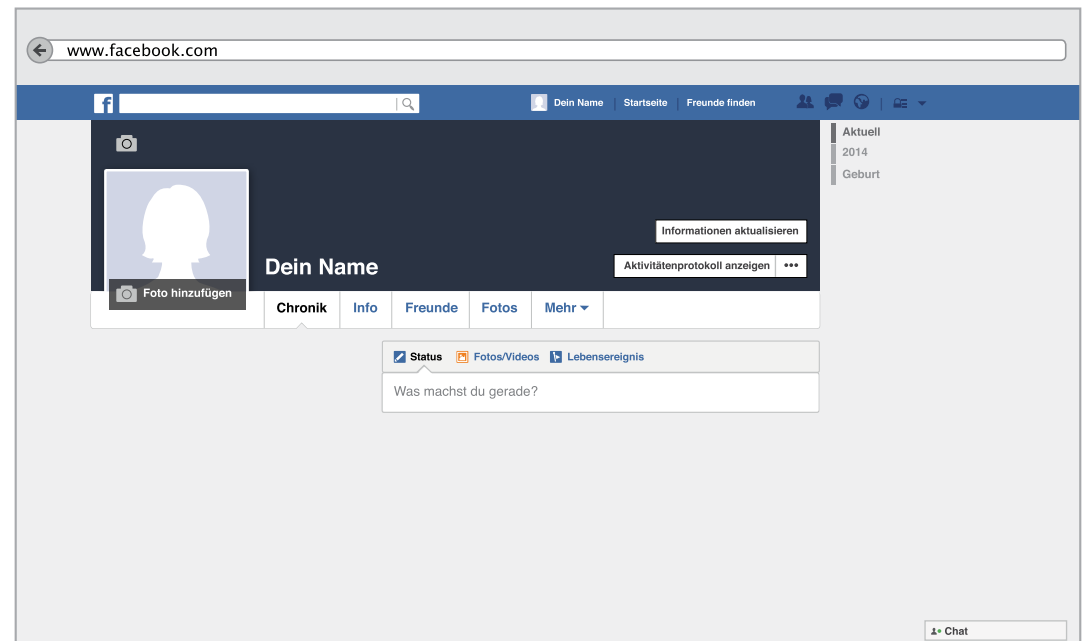 www.facebook.com
f
Dein Name | Startseite | Freunde finden
Aktuell
2014
Geburt
Informationen aktualisieren
Dein Name
Aktivitätenprotokoll anzeigen •••
Foto hinzufügen
Chronik Info Freunde Fotos Mehr
Status Fotos/Videos Lebensereignis
Was machst du gerade?
Chat